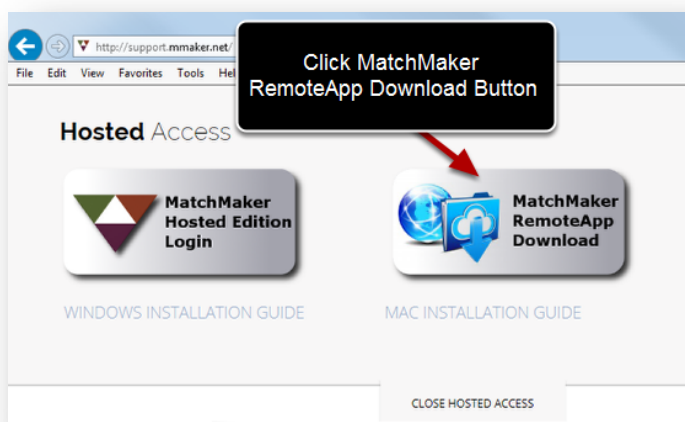 http://support.mmaker.net/
File Edit View Favorites Tools
Click MatchMaker
RemoteApp Download Button
Hosted Access
MatchMaker
Hosted Edition
Login
MatchMaker
RemoteApp
Download
WINDOWS INSTALLATION GUIDE
MAC INSTALLATION GUIDE
CLOSE HOSTED ACCESS